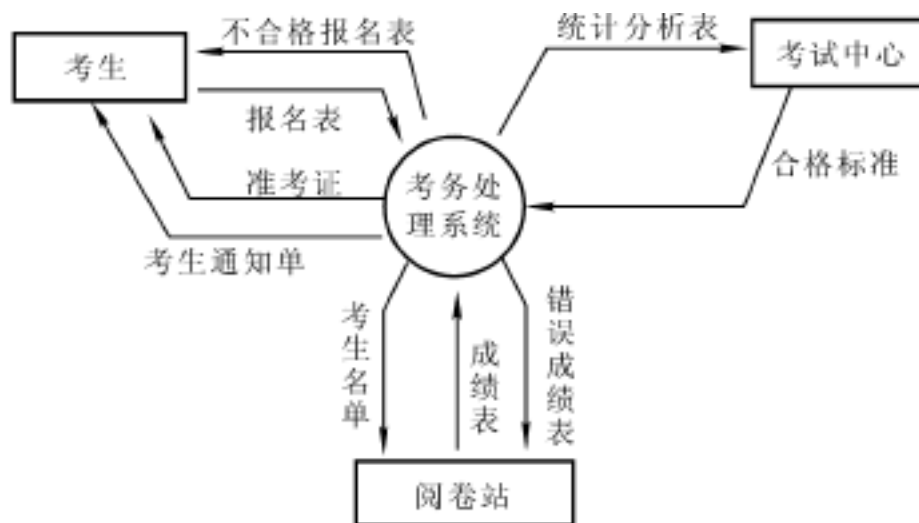 不合格报名表
统计分析表
考生
考试中心
报名表
合格标准
准考证
考务处
理系统
考生通知单
考生名单
成绩表
错误成绩表
阅卷站